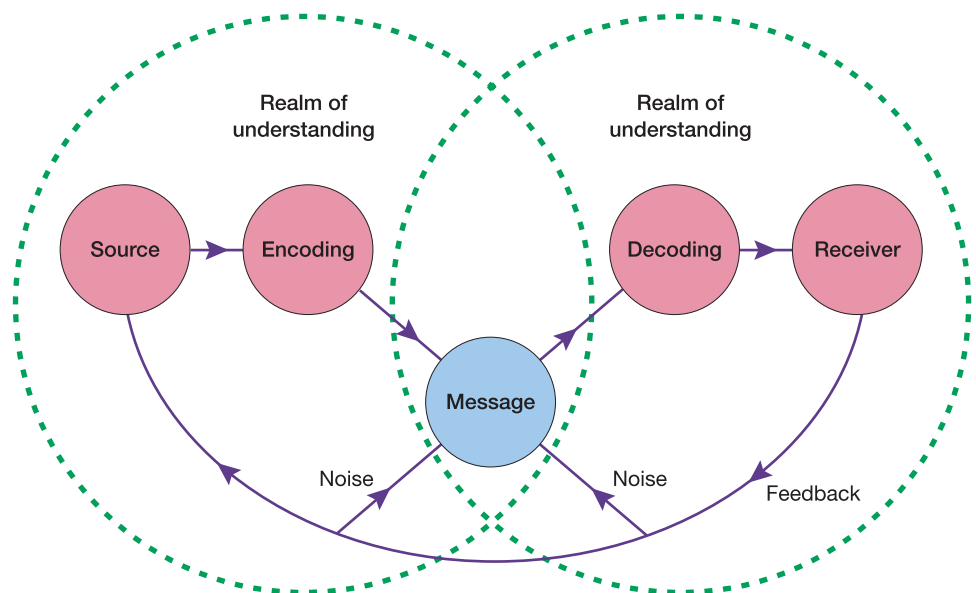 Realm of
understanding
Realm of
understanding
Source
Encoding
Decoding
Receiver
Message
Noise
Noise
Feedback